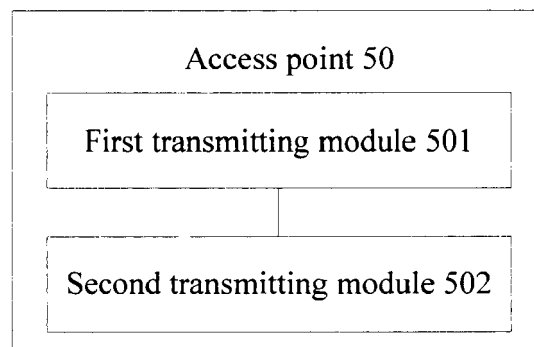 Access point 50
First transmitting module 501
Second transmitting module 502